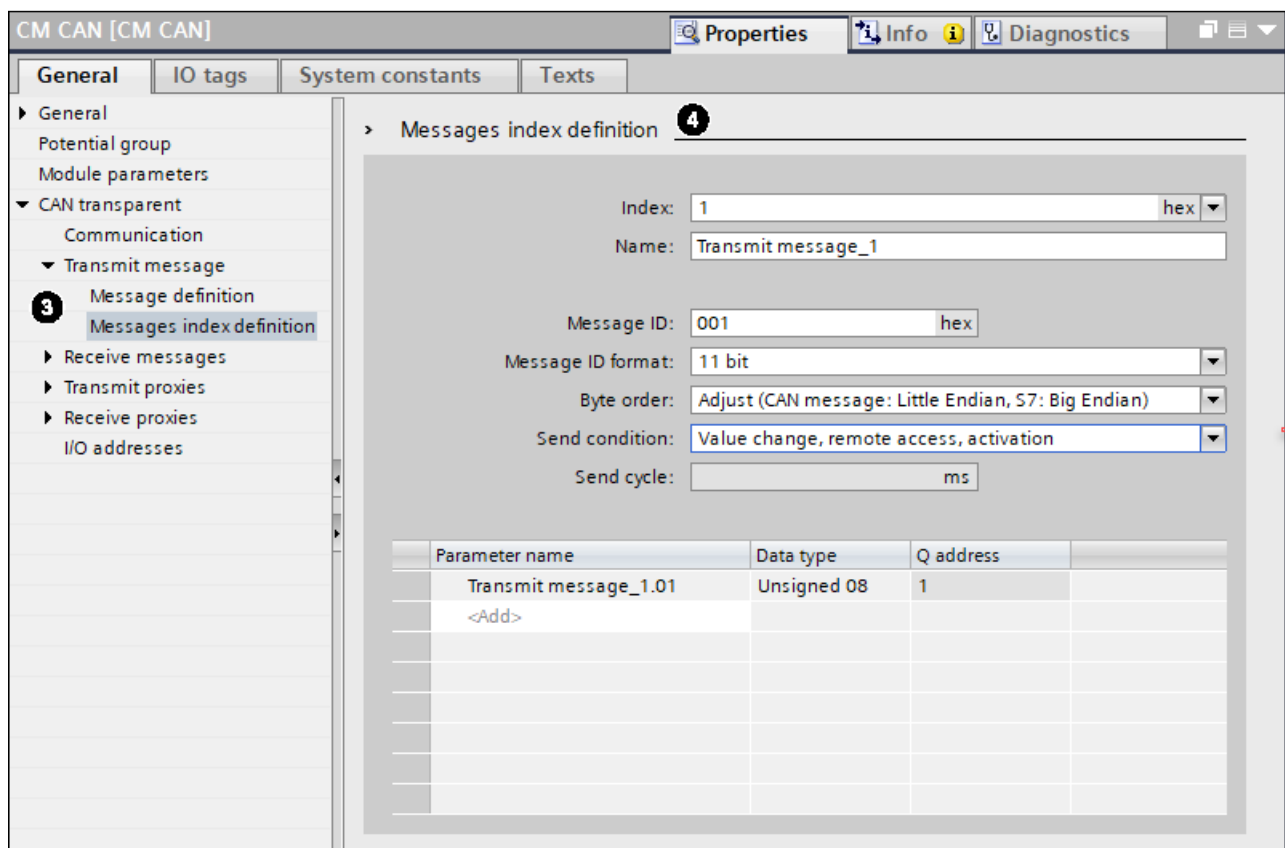 CM CAN [CM CAN]
Properties
Info
Diagnostics
General
IO tags
System constants
Texts
General
Potential group
Module parameters
CAN transparent
Communication
Transmit message
3
Message definition
Messages index definition
Receive messages
Transmit proxies
Receive proxies
I/O addresses
Messages index definition 4
Index: 1 hex
Name: Transmit message_1
Message ID: 001 hex
Message ID format: 11 bit
Byte order: Adjust (CAN message: Little Endian, S7: Big Endian)
Send condition: Value change, remote access, activation
Send cycle: ms
Parameter name Data type Q address
Transmit message_1.01 Unsigned 08 1
<Add>